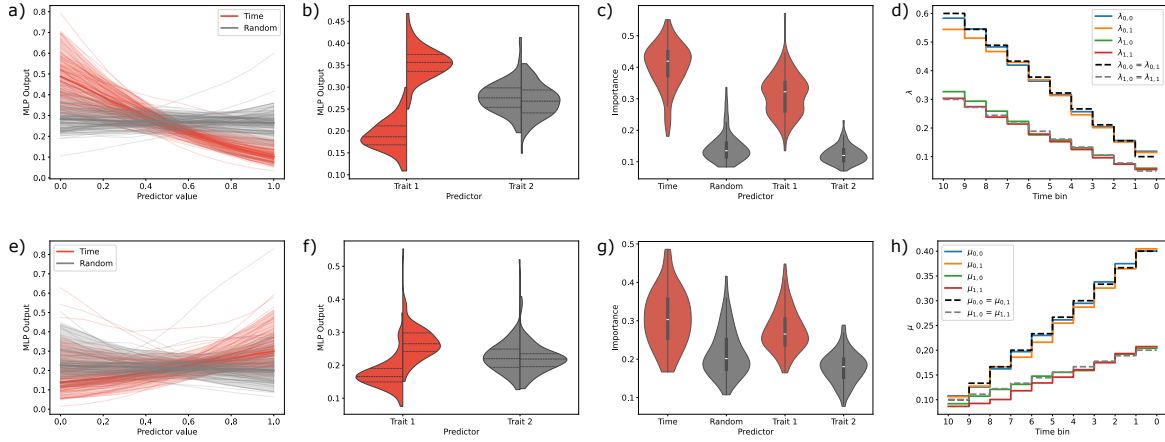 a)
Time
Random
MLP Output
0.8
0.7
0.6
0.5
0.4
0.3
0.2
0.1
0.0
0.0 0.2 0.4 0.6 0.8 1.0
Predictor value
b)
MLP Output
0.45
0.40
0.35
0.30
0.25
0.20
0.15
0.10
Trait 1 Trait 2
Predictor
c)
Importance
0.5
0.4
0.3
0.2
0.1
Time Random Trait 1 Trait 2
Predictor
d)
λ0,0
λ0,1
λ1,0
λ1,1
λ0,0 = λ0,1
λ1,0 = λ1,1
λ
0.6
0.5
0.4
0.3
0.2
0.1
0.0
10 9 8 7 6 5 4 3 2 1 0
Time bin
e)
Time
Random
MLP Output
0.8
0.7
0.6
0.5
0.4
0.3
0.2
0.1
0.0
0.0 0.2 0.4 0.6 0.8 1.0
Predictor value
f)
MLP Output
0.5
0.4
0.3
0.2
0.1
Trait 1 Trait 2
Predictor
g)
Importance
0.5
0.4
0.3
0.2
0.1
Time Random Trait 1 Trait 2
Predictor
h)
μ0,0
μ0,1
μ1,0
μ1,1
μ0,0 = μ0,1
μ1,0 = μ1,1
μ
0.40
0.35
0.30
0.25
0.20
0.15
0.10
0.05
0.00
10 9 8 7 6 5 4 3 2 1 0
Time bin